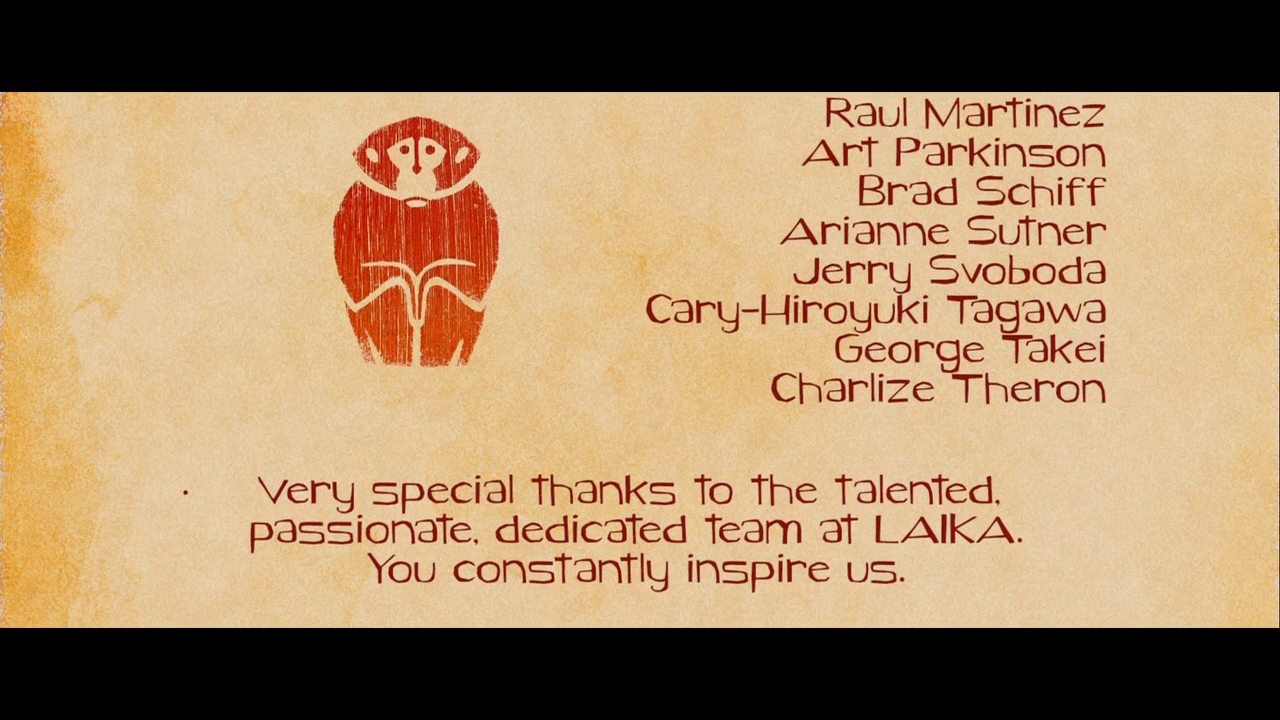 Raul Martinez
Art Parkinson
Brad Schiff
Arianne Sutner
Jerry Svoboda
Cary-Hiroyuki Tagawa
George Takei
Charlize Theron
Very special thanks to the talented,
passionate, dedicated team at LAIKA.
You constantly inspire us.